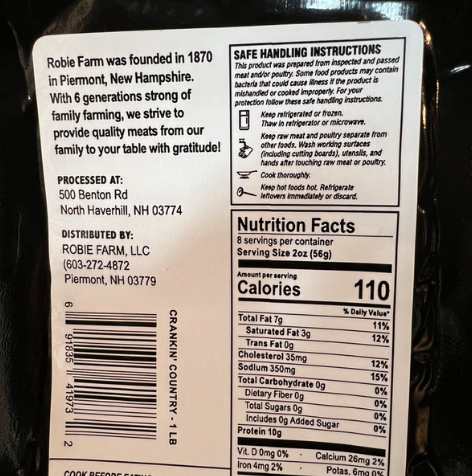 Robie Farm was founded in 1870
in Piermont, New Hampshire.
With 6 generations strong of
family farming, we strive to
provide quality meats from our
family to your table with gratitude!
PROCESSED AT:
500 Benton Rd
North Haverhill, NH 03774
DISTRIBUTED BY:
ROBIE FARM, LLC
(603-272-4872
Piermont, NH 03779
6 91835 41973 2
CRANKIN' COUNTRY - 1 LB
SAFE HANDLING INSTRUCTIONS
This product was prepared from inspected and passed
meat and/or poultry. Some food products may contain
bacteria that could cause illness if the product is
mishandled or cooked improperly. For your
protection follow these safe handling instructions.
Keep refrigerated or frozen.
Thaw in refrigerator or microwave.
Keep raw meat and poultry separate from
other foods. Wash working surfaces
(including cutting boards), utensils, and
hands after touching raw meat or poultry.
Cook thoroughly.
Keep hot foods hot. Refrigerate
leftovers immediately or discard.
Nutrition Facts
8 servings per container
Serving Size 2oz (56g)
Amount per serving
Calories 110
% Daily Value*
Total Fat 7g 11%
Saturated Fat 3g 12%
Trans Fat 0g
Cholesterol 35mg 12%
Sodium 350mg 15%
Total Carbohydrate 0g 0%
Dietary Fiber 0g 0%
Total Sugars 0g
Includes 0g Added Sugar 0%
Protein 10g
Vit. D 0mg 0% · Calcium 26mg 2%
Iron 4mg 2% · Potas. 6mg 0%